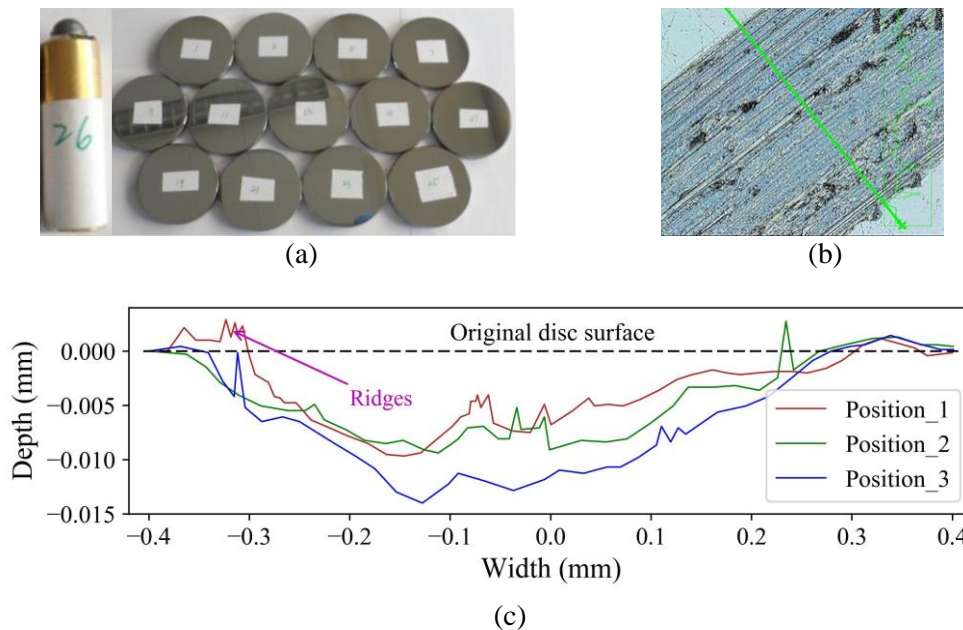 26
(a)
(b)
Original disc surface
Ridges
Depth (mm)
0.000
−0.005
−0.010
−0.015
Position_1
Position_2
Position_3
−0.4 −0.3 −0.2 −0.1 0.0 0.1 0.2 0.3 0.4
Width (mm)
(c)